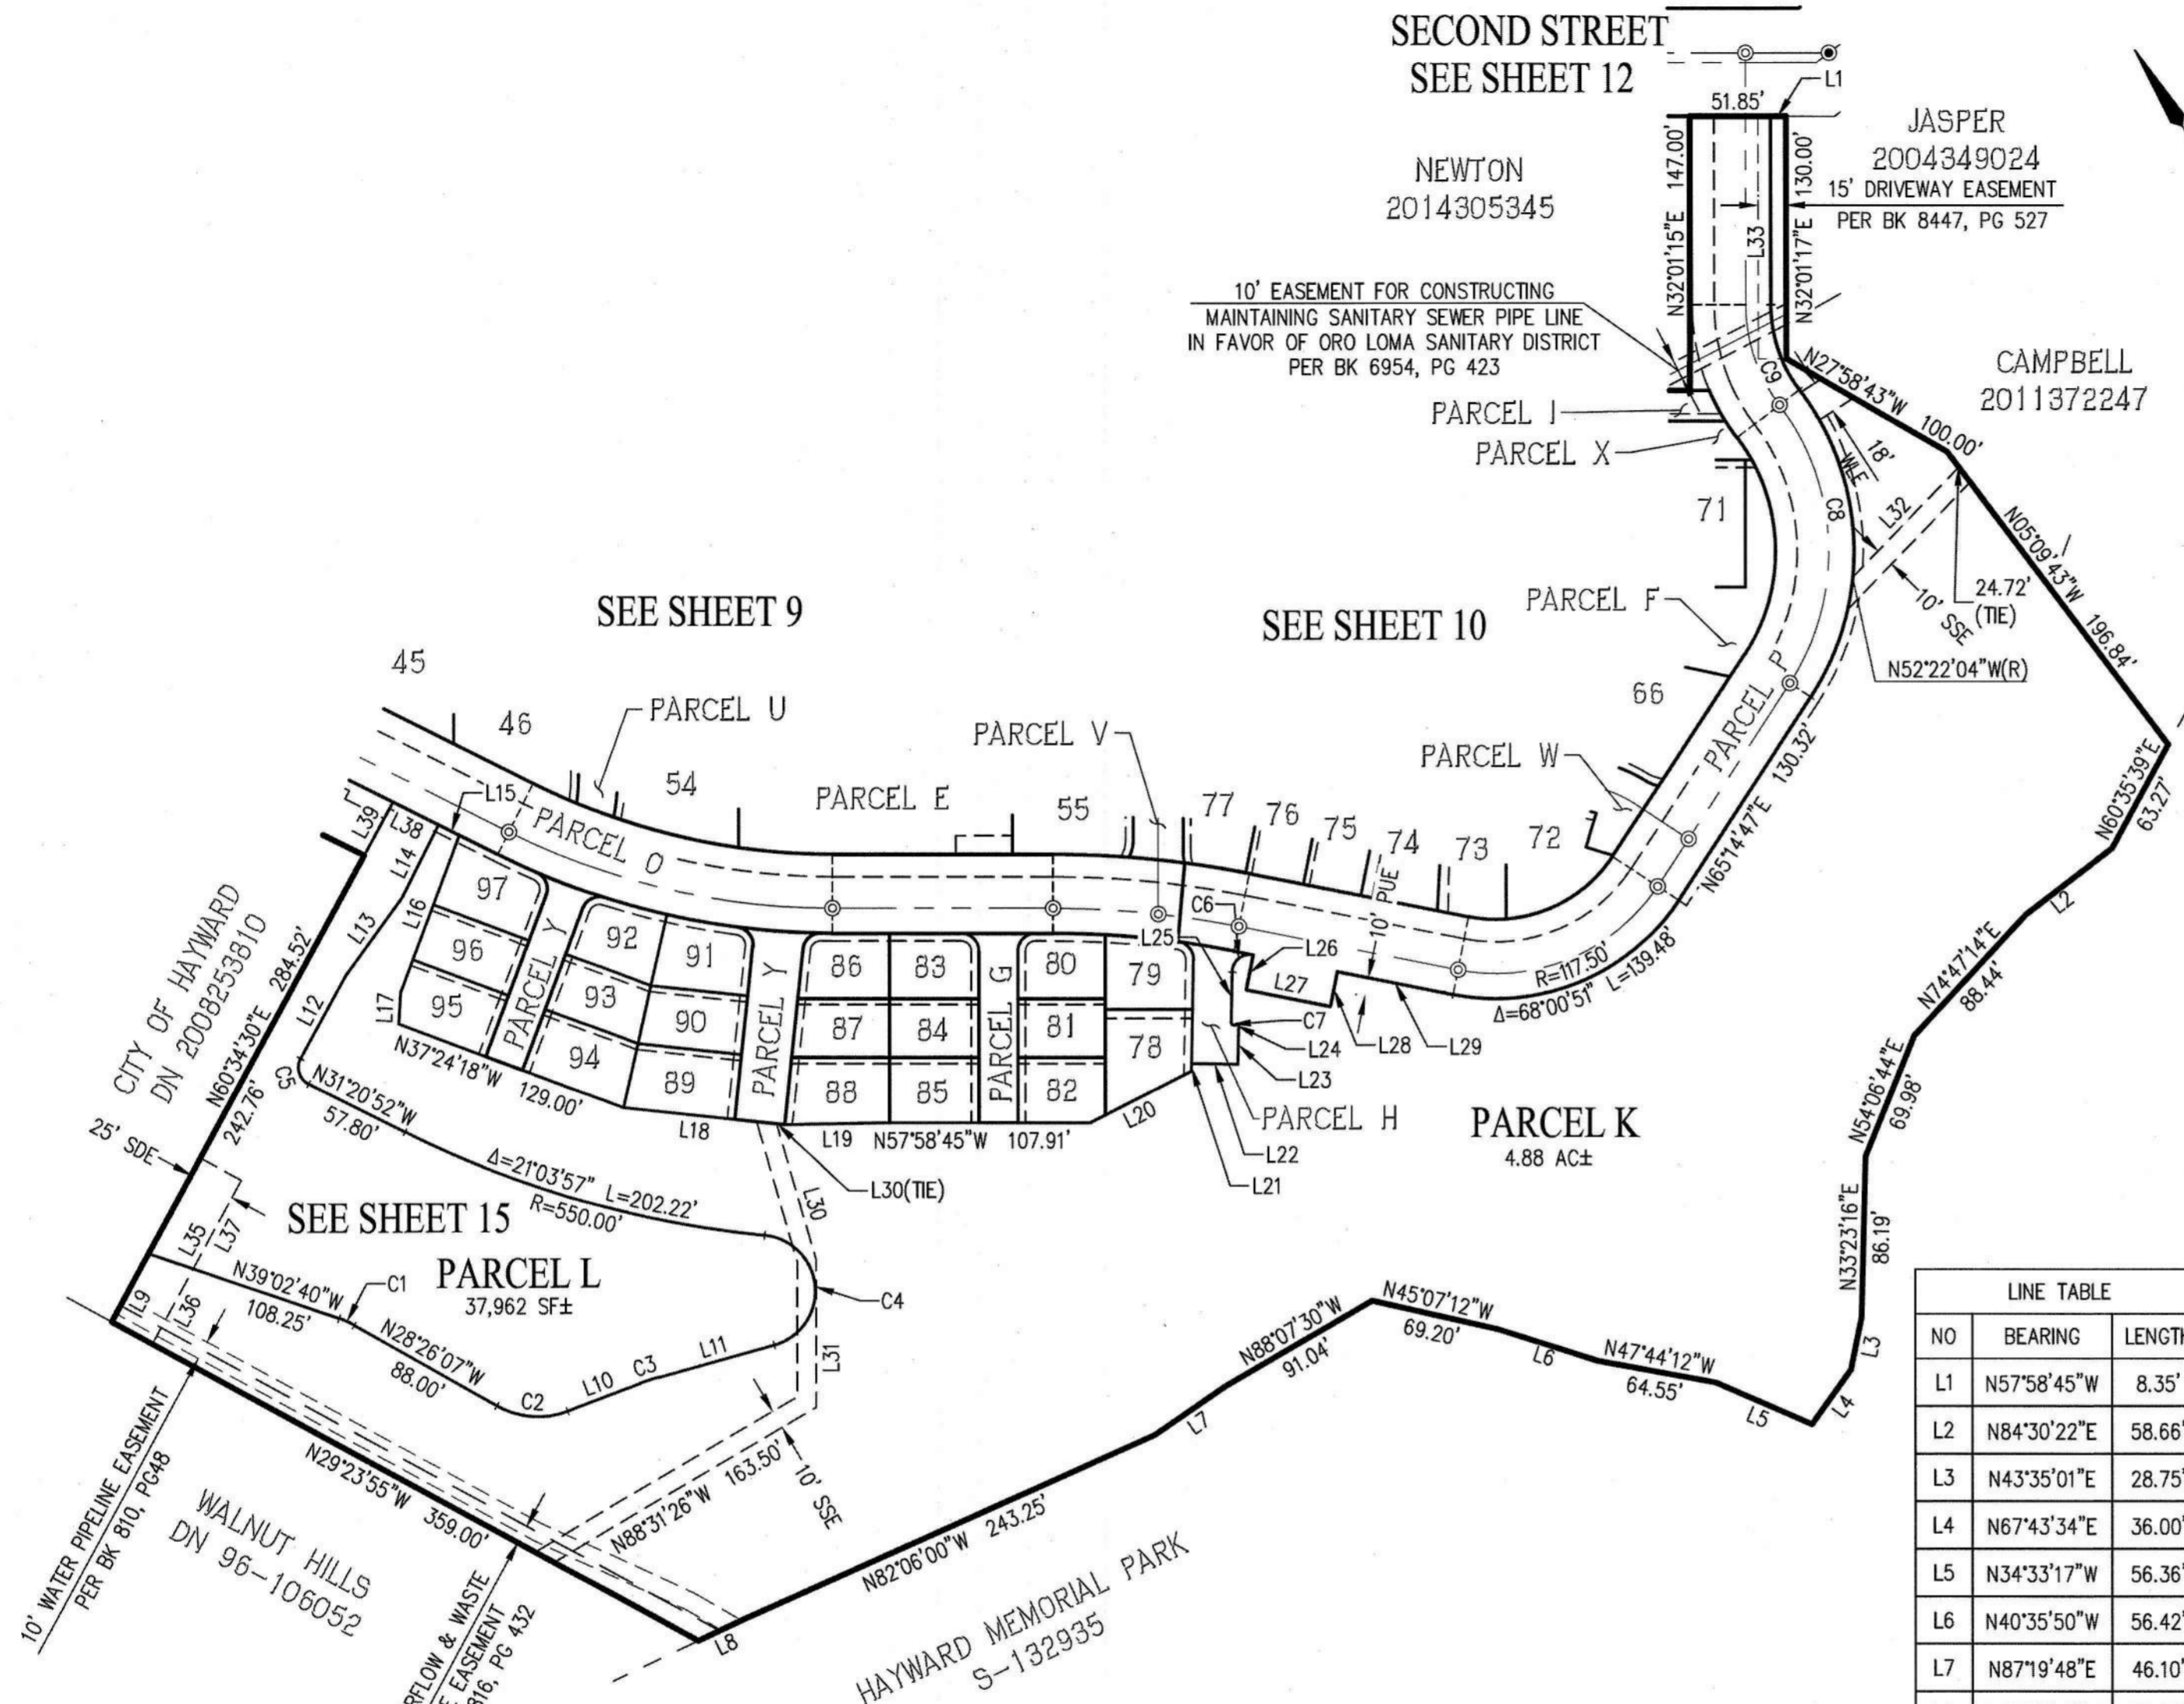 SECOND STREET
SEE SHEET 12
51.85'
L1
JASPER
2004349024
15' DRIVEWAY EASEMENT
PER BK 8447, PG 527
NEWTON
2014305345
N32°01'15"E 147.00'
L33
N32°01'17"E 130.00'
10' EASEMENT FOR CONSTRUCTING
MAINTAINING SANITARY SEWER PIPE LINE
IN FAVOR OF ORO LOMA SANITARY DISTRICT
PER BK 6954, PG 423
CAMPBELL
2011372247
N27°58'43"W 100.00'
C9
PARCEL I
PARCEL X
18'
WLE
C8
L32
71
N05°09'43"W 196.84'
24.72'
(TIE)
10' SSE
N52°22'04"W(R)
SEE SHEET 9
SEE SHEET 10
PARCEL F
66
PARCEL P
N65°14'47"E 130.32'
N60°35'39"E
63.27'
45
46
PARCEL U
54
PARCEL E
PARCEL V
55
77
76
75
74
73
72
PARCEL W
L15
PARCEL O
L39
L38
L14
L13
L12
L16
L17
C6
L25
L26
L27
10' PUE
R=117.50'
Δ=68°00'51" L=139.48'
L2
N74°47'14"E
88.44'
97
96
95
PARCEL Y
92
91
93
90
94
89
PARCEL Y
86
83
87
84
88
85
PARCEL G
80
81
82
79
78
C7
L24
L23
L28
L29
PARCEL H
L22
L21
L20
PARCEL K
4.88 AC±
N54°06'44"E
69.98'
N33°23'16"E
86.19'
CITY OF HAYWARD
DN 2008253810
N60°34'30"E 284.52'
242.76'
25' SDE
C5
N31°20'52"W
57.80'
N37°24'18"W
129.00'
L18
L19
N57°58'45"W 107.91'
L30(TIE)
L30
Δ=21°03'57" L=202.22'
R=550.00'
SEE SHEET 15
PARCEL L
37,962 SF±
L35
L37
L9
L36
N39°02'40"W
108.25'
C1
N28°26'07"W
88.00'
C2
L10
C3
L11
C4
L31
N88°31'26"W 163.50'
10' SSE
N29°23'55"W 359.00'
10' WATER PIPELINE EASEMENT
PER BK 810, PG48
WALNUT HILLS
DN 96-106052
RFLOW & WASTE
E EASEMENT
816, PG 432
L8
N82°06'00"W 243.25'
HAYWARD MEMORIAL PARK
S-132935
L7
N88°07'30"W
91.04'
N45°07'12"W
69.20'
L6
N47°44'12"W
64.55'
L5
L4
L3
LINE TABLE
NO BEARING LENGTH
L1 N57°58'45"W 8.35'
L2 N84°30'22"E 58.66'
L3 N43°35'01"E 28.75'
L4 N67°43'34"E 36.00'
L5 N34°33'17"W 56.36'
L6 N40°35'50"W 56.42'
L7 N87°19'48"E 46.10'